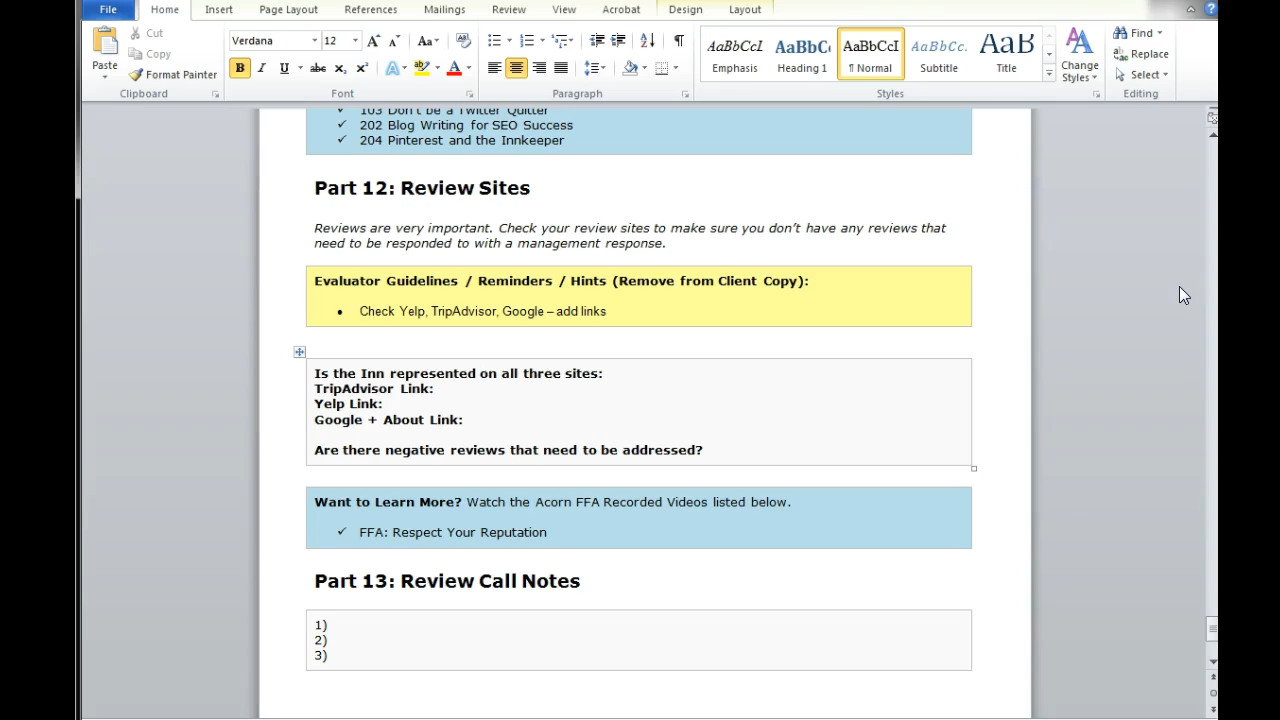 File Home Insert Page Layout References Mailings Review View Acrobat Design Layout
Paste
Cut
Copy
Format Painter
Clipboard
Verdana 12
Font
Paragraph
AaBbCcI AaBbC AaBbCcI AaBbCc. AaB
Emphasis Heading 1 ¶ Normal Subtitle Title
Change Styles
Styles
Find
Replace
Select
Editing
103 Don't be a Twitter Quitter
202 Blog Writing for SEO Success
204 Pinterest and the Innkeeper
Part 12: Review Sites
Reviews are very important. Check your review sites to make sure you don't have any reviews that
need to be responded to with a management response.
Evaluator Guidelines / Reminders / Hints (Remove from Client Copy):
• Check Yelp, TripAdvisor, Google – add links
Is the Inn represented on all three sites:
TripAdvisor Link:
Yelp Link:
Google + About Link:
Are there negative reviews that need to be addressed?
Want to Learn More? Watch the Acorn FFA Recorded Videos listed below.
✓ FFA: Respect Your Reputation
Part 13: Review Call Notes
1)
2)
3)